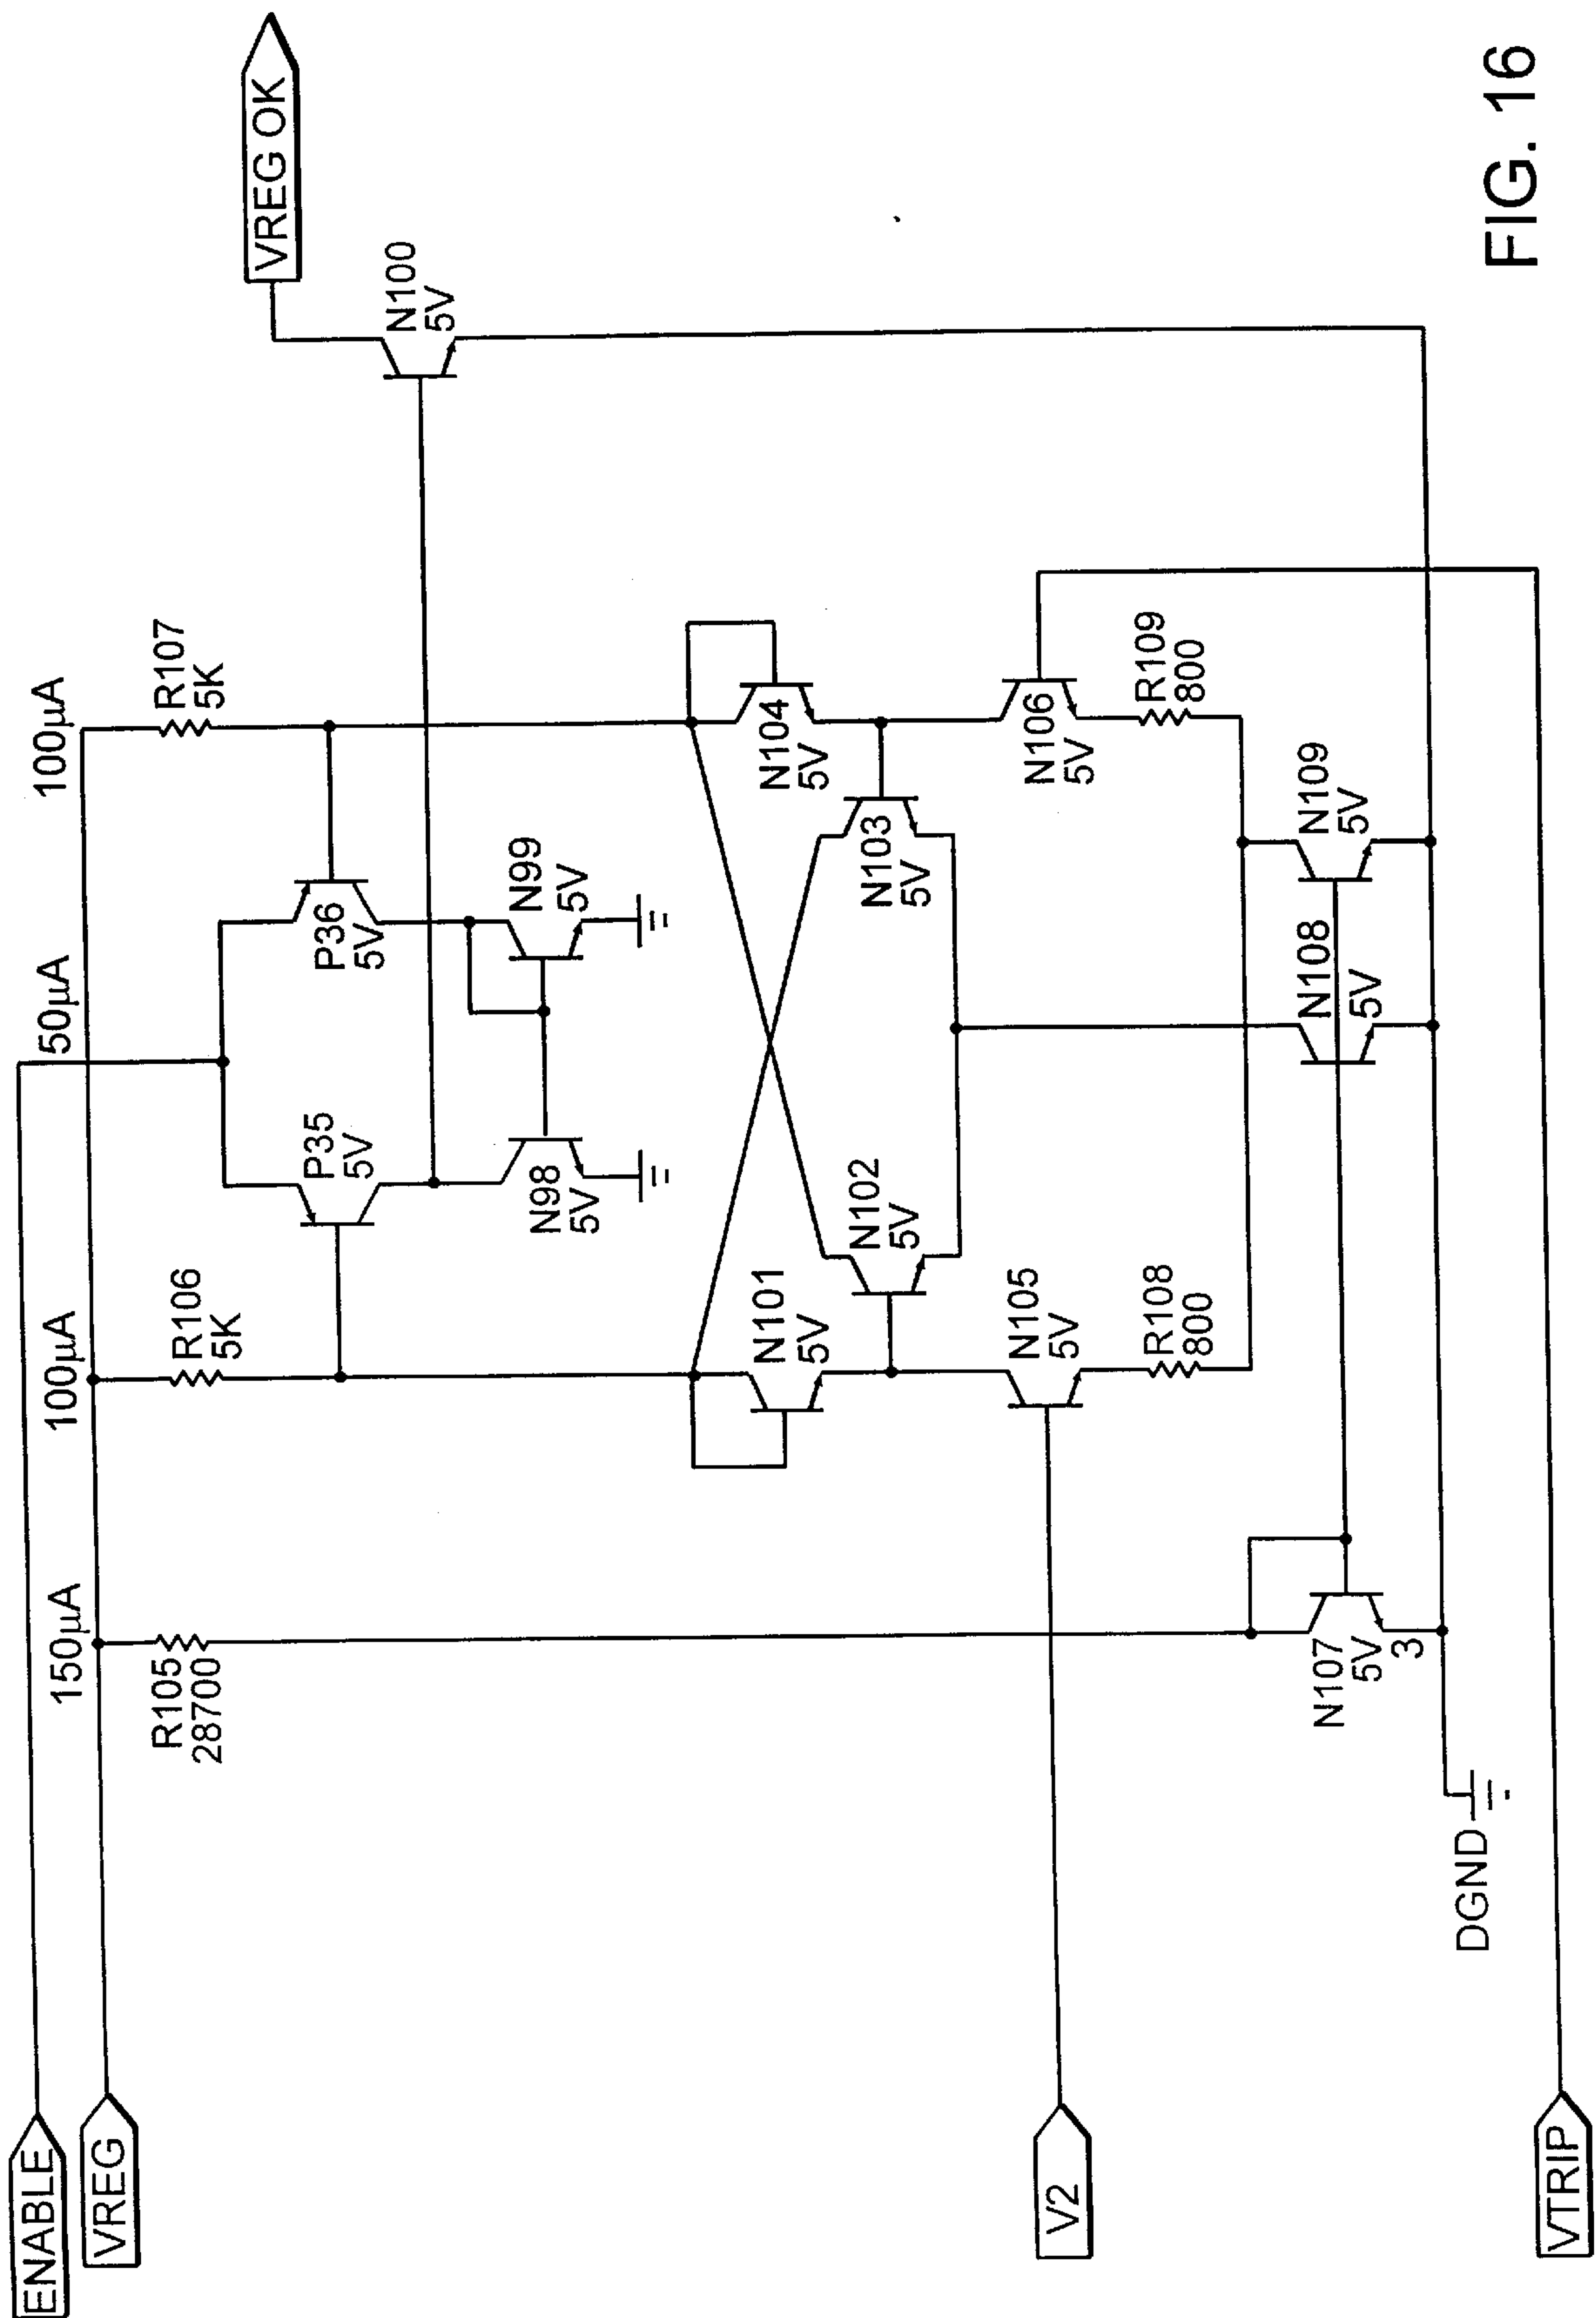 ENABLE
VREG
V2
VTRIP
VREG OK
150µA
100µA
50µA
100µA
R105
28700
R106
5K
R107
5K
P35
5V
P36
5V
N98
5V
N99
5V
N100
5V
N101
5V
N102
5V
N103
5V
N104
5V
N105
5V
N106
5V
R108
800
R109
800
N107
5V
3
N108
5V
N109
5V
DGND
FIG. 16